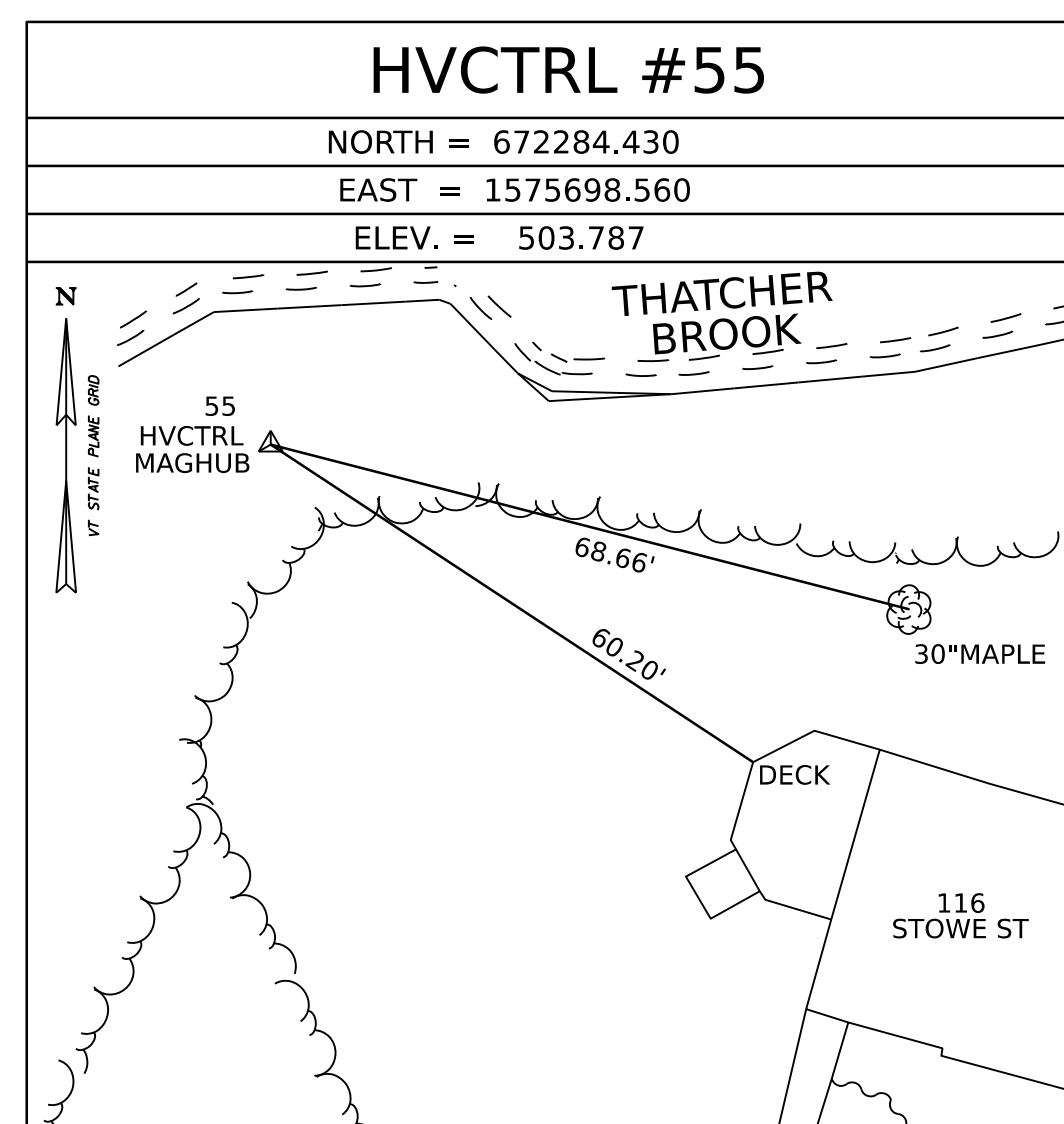 HVCTRL #55
NORTH = 672284.430
EAST = 1575698.560
ELEV. = 503.787
N
VT STATE PLANE GRID
THATCHER
BROOK
55
HVCTRL
MAGHUB
68.66'
60.20'
30"MAPLE
DECK
116
STOWE ST